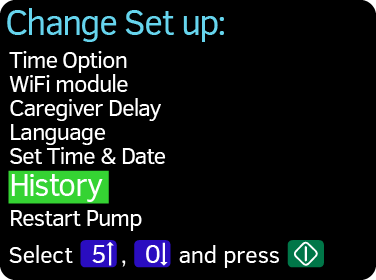 Change Set up:
Time Option
WiFi module
Caregiver Delay
Language
Set Time & Date
History
Restart Pump
Select 5↑, 0↓ and press